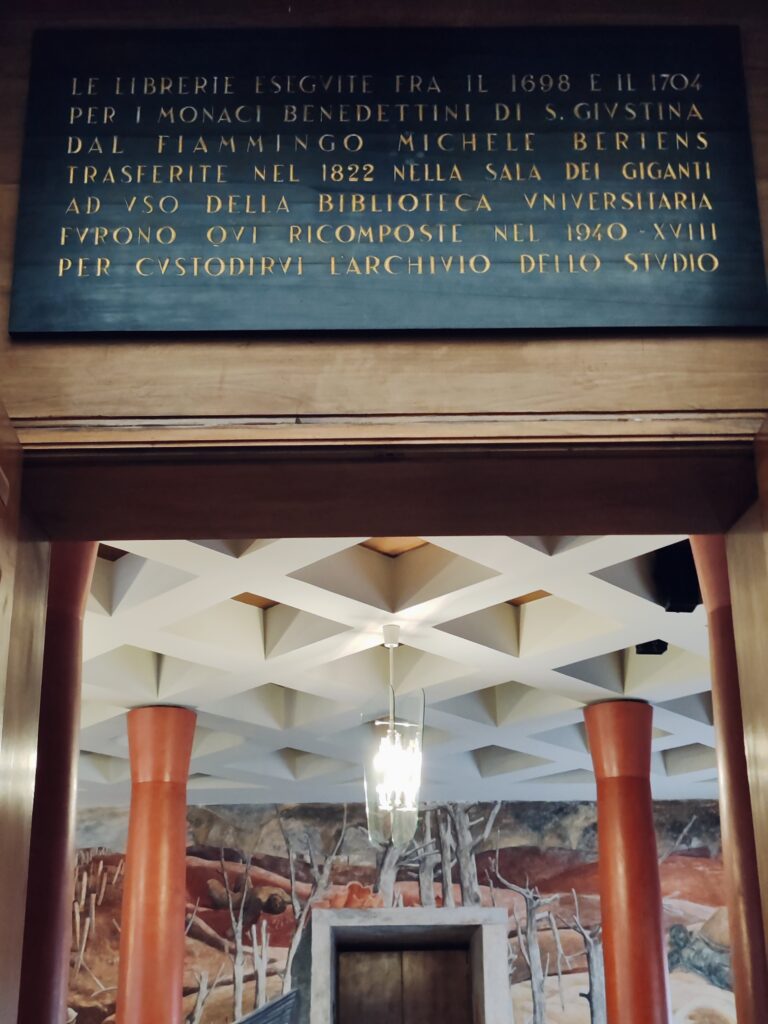 LE LIBRERIE ESEGVITE FRA IL 1698 E IL 1704
PER I MONACI BENEDETTINI DI S. GIVSTINA
DAL FIAMMINGO MICHELE BERTENS
TRASFERITE NEL 1822 NELLA SALA DEI GIGANTI
AD VSO DELLA BIBLIOTECA VNIVERSITARIA
FVRONO QVI RICOMPOSTE NEL 1940-XVIII
PER CVSTODIRVI L'ARCHIVIO DELLO STVDIO